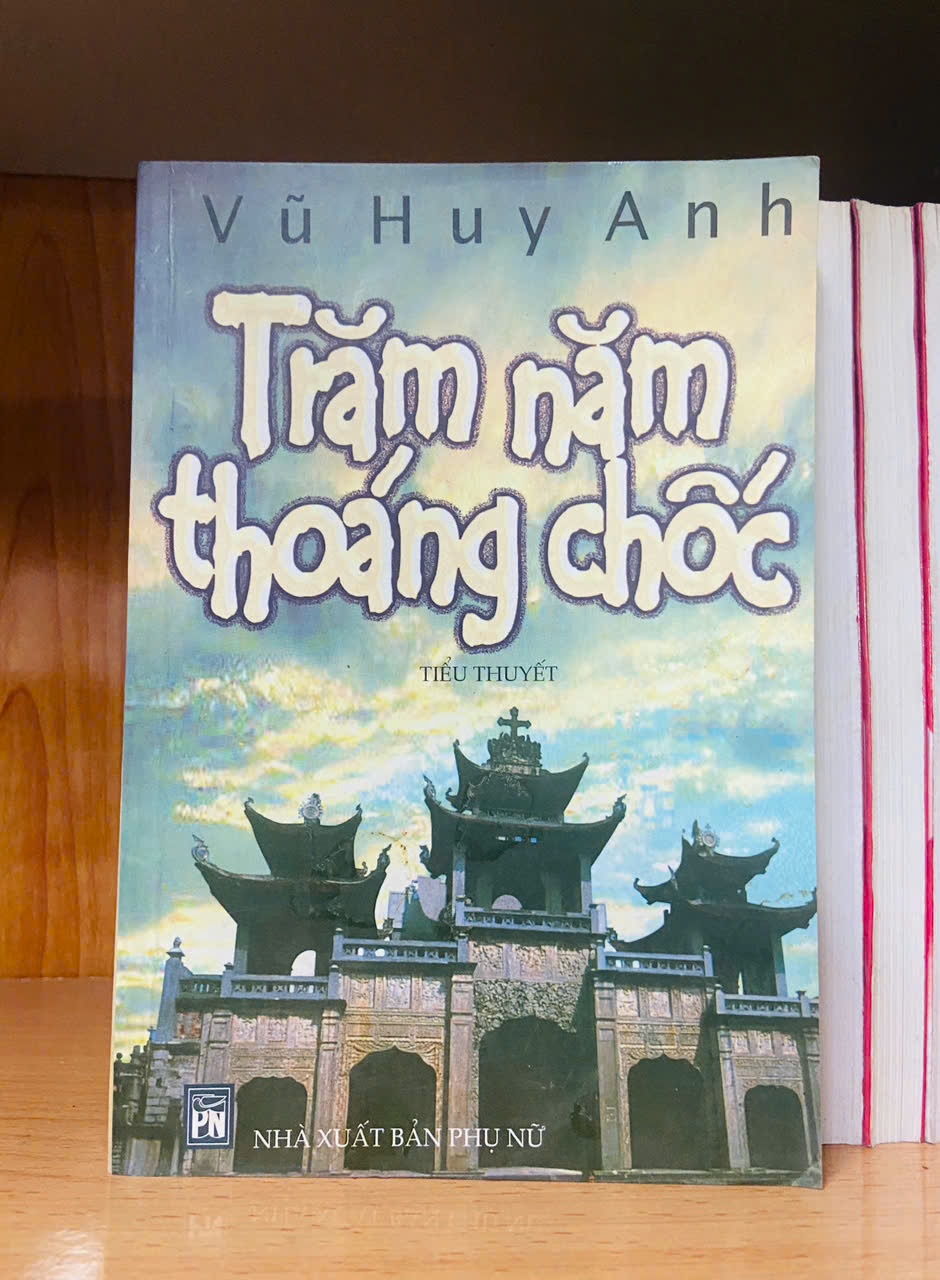 Vũ Huy Anh
Trăm năm
thoáng chốc
TIỂU THUYẾT
PN
NHÀ XUẤT BẢN PHỤ NỮ